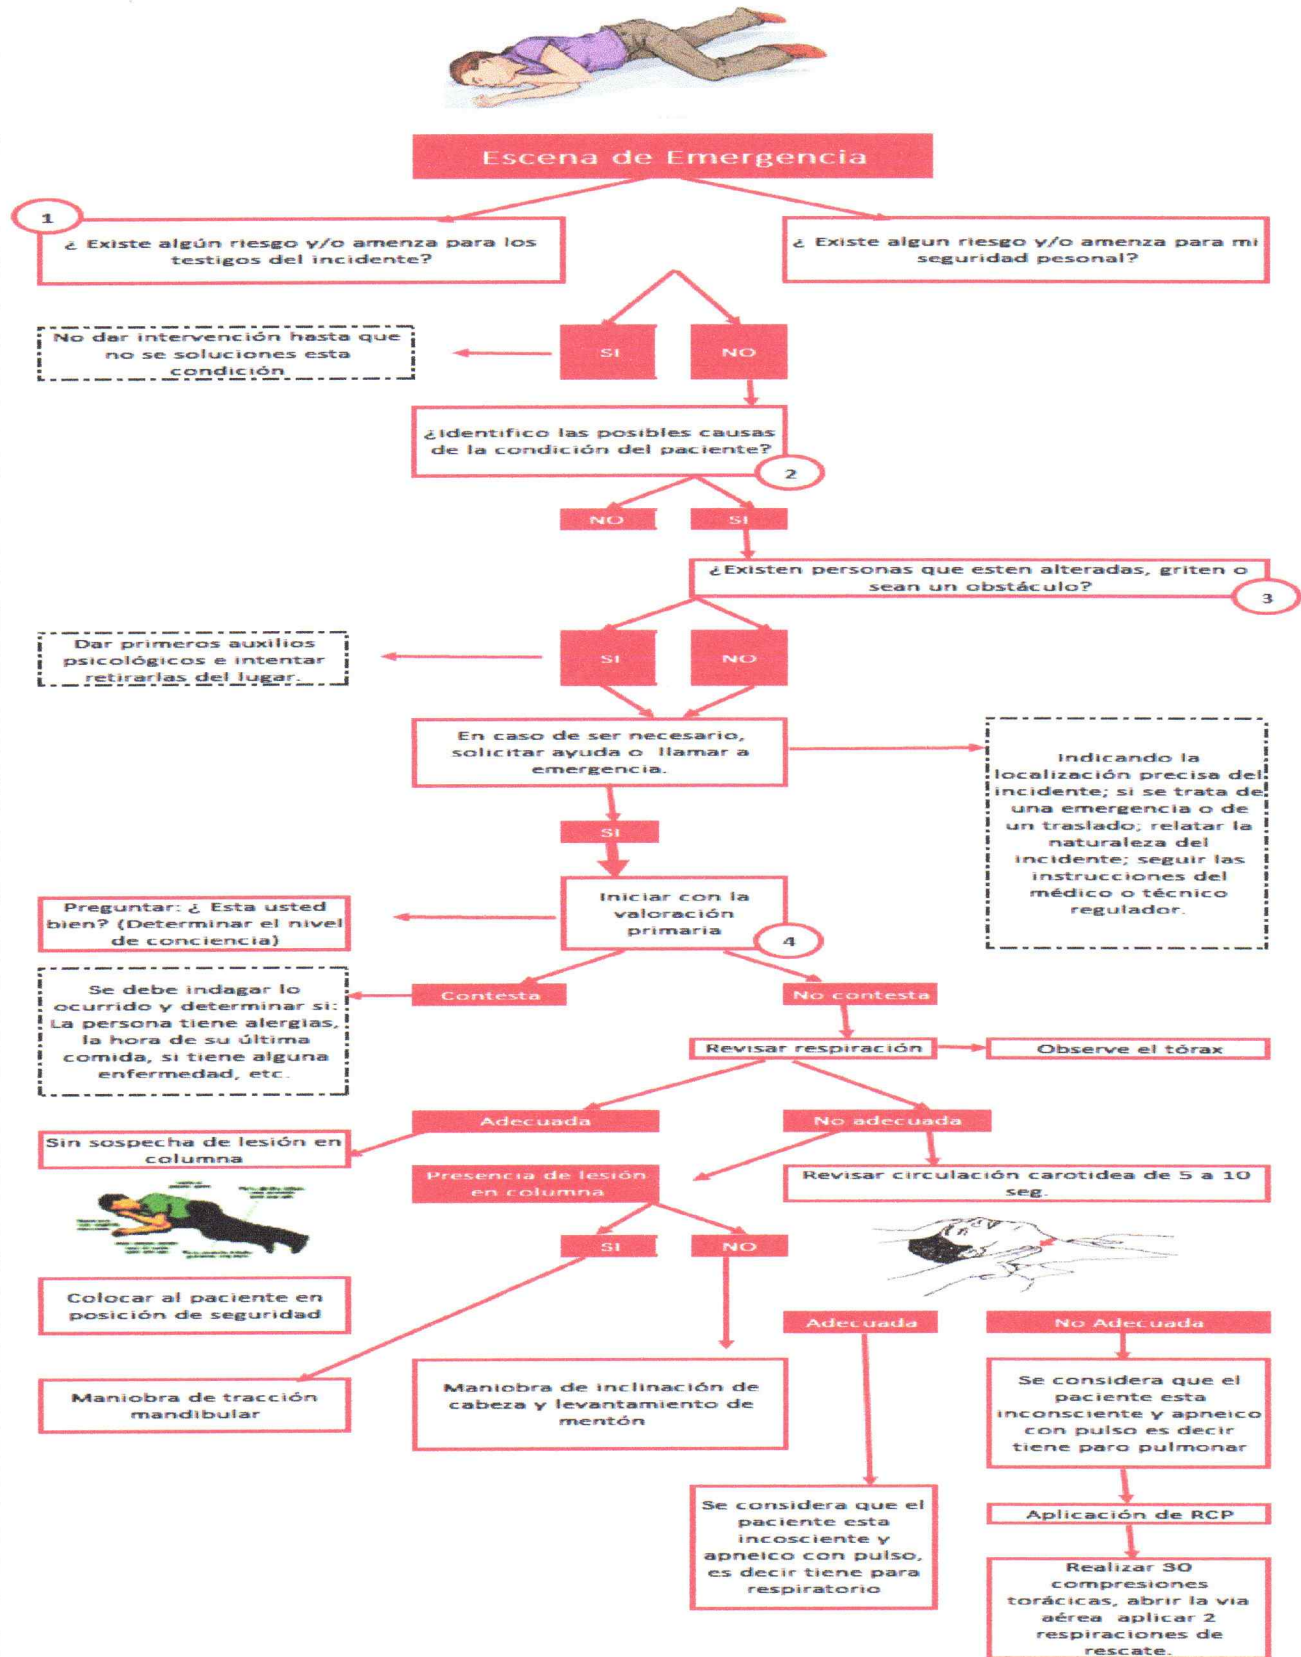 Escena de Emergencia
1
¿ Existe algún riesgo y/o amenza para los
testigos del incidente?
¿ Existe algun riesgo y/o amenza para mi
seguridad pesonal?
No dar intervención hasta que
no se soluciones esta
condición
SI
NO
¿Identifico las posibles causas
de la condición del paciente?
2
NO
SI
¿Existen personas que esten alteradas, griten o
sean un obstáculo?
3
Dar primeros auxilios
psicológicos e intentar
retirarlas del lugar.
SI
NO
En caso de ser necesario,
solicitar ayuda o llamar a
emergencia.
Indicando la
localización precisa del
incidente; si se trata de
una emergencia o de
un traslado; relatar la
naturaleza del
incidente; seguir las
instrucciones del
médico o técnico
regulador.
SI
Preguntar: ¿ Esta usted
bien? (Determinar el nivel
de conciencia)
Iniciar con la
valoración
primaria
4
Se debe indagar lo
ocurrido y determinar si:
La persona tiene alergias,
la hora de su última
comida, si tiene alguna
enfermedad, etc.
Contesta
No contesta
Revisar respiración
Observe el tórax
Adecuada
No adecuada
Sin sospecha de lesión en
columna
Presencia de lesión
en columna
Revisar circulación carotidea de 5 a 10
seg.
SI
NO
Colocar al paciente en
posición de seguridad
Adecuada
No Adecuada
Maniobra de tracción
mandibular
Maniobra de inclinación de
cabeza y levantamiento de
mentón
Se considera que el
paciente esta
inconsciente y apneico
con pulso es decir
tiene paro pulmonar
Se considera que el
paciente esta
incosciente y
apneico con pulso,
es decir tiene para
respiratorio
Aplicación de RCP
Realizar 30
compresiones
torácicas, abrir la via
aérea aplicar 2
respiraciones de
rescate.